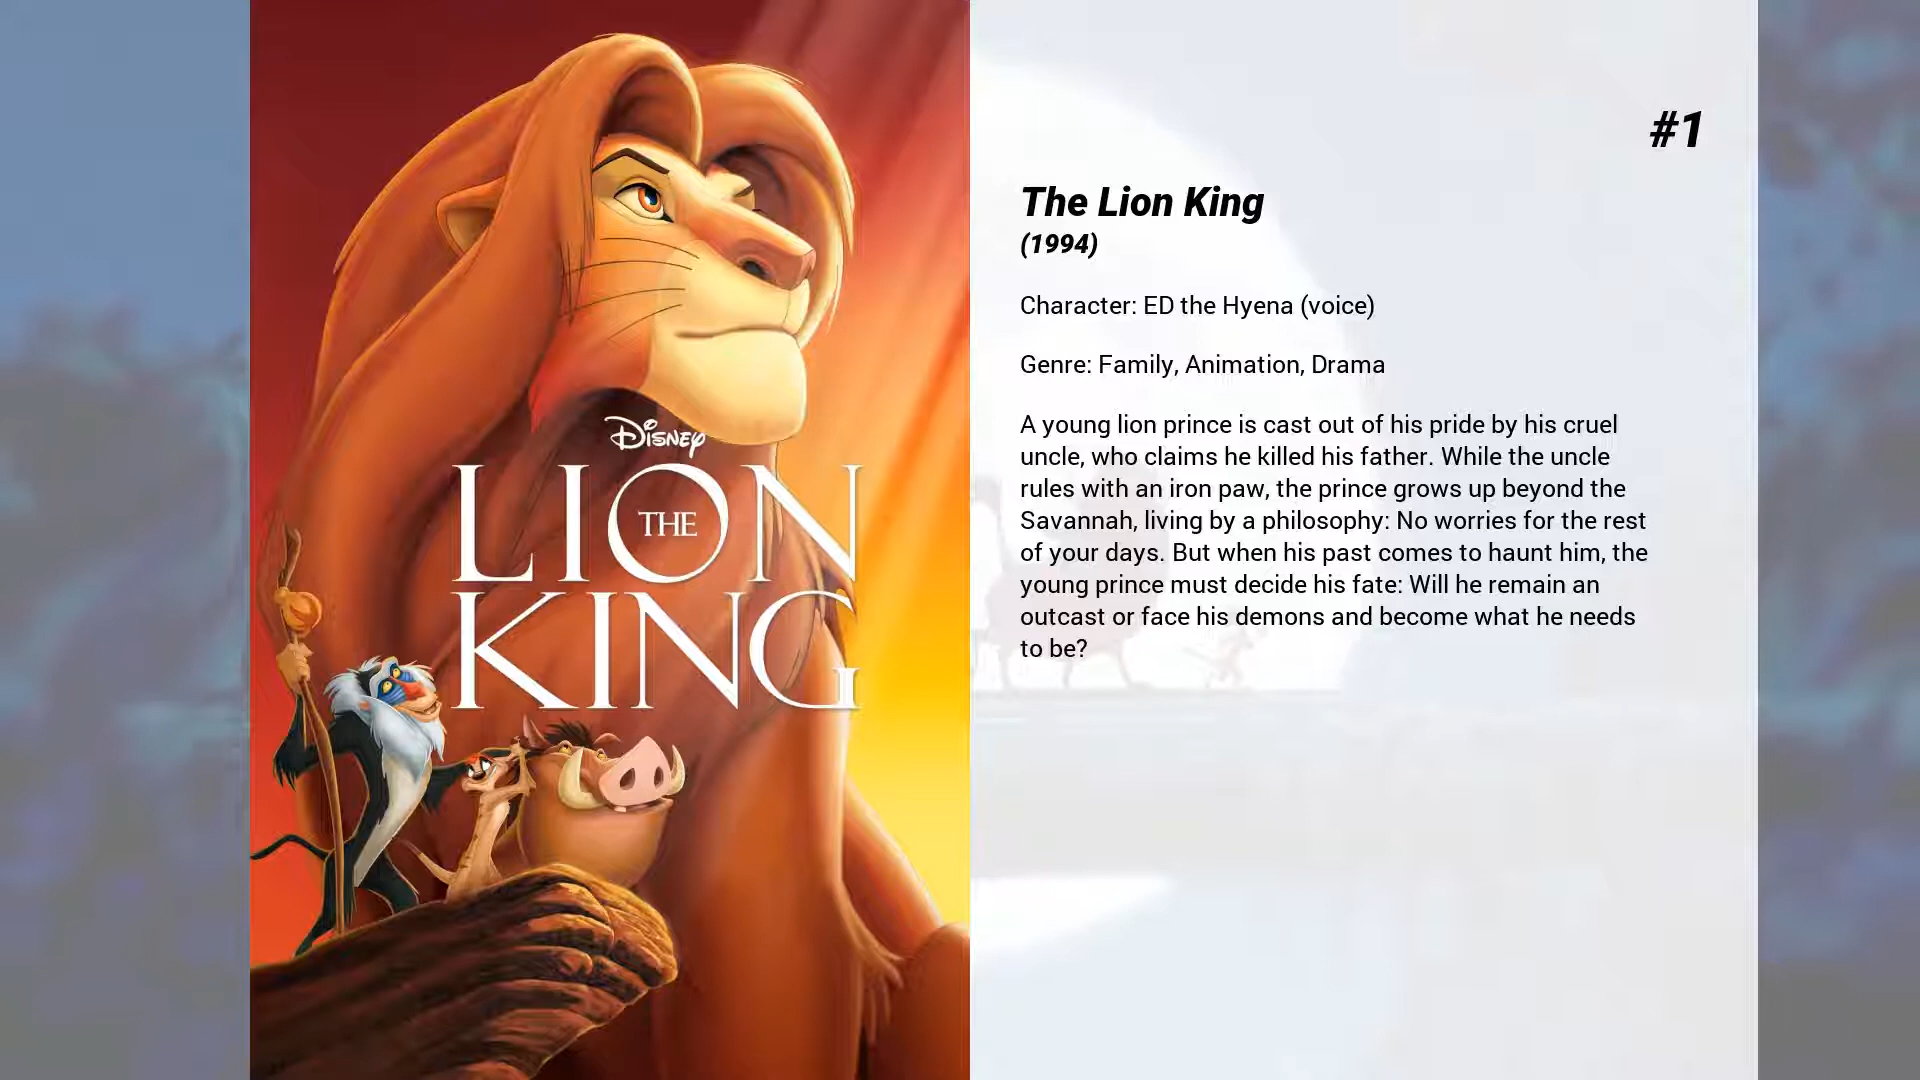 DISNEY
THE
LION
KING
#1
The Lion King
(1994)
Character: ED the Hyena (voice)
Genre: Family, Animation, Drama
A young lion prince is cast out of his pride by his cruel
uncle, who claims he killed his father. While the uncle
rules with an iron paw, the prince grows up beyond the
Savannah, living by a philosophy: No worries for the rest
of your days. But when his past comes to haunt him, the
young prince must decide his fate: Will he remain an
outcast or face his demons and become what he needs
to be?